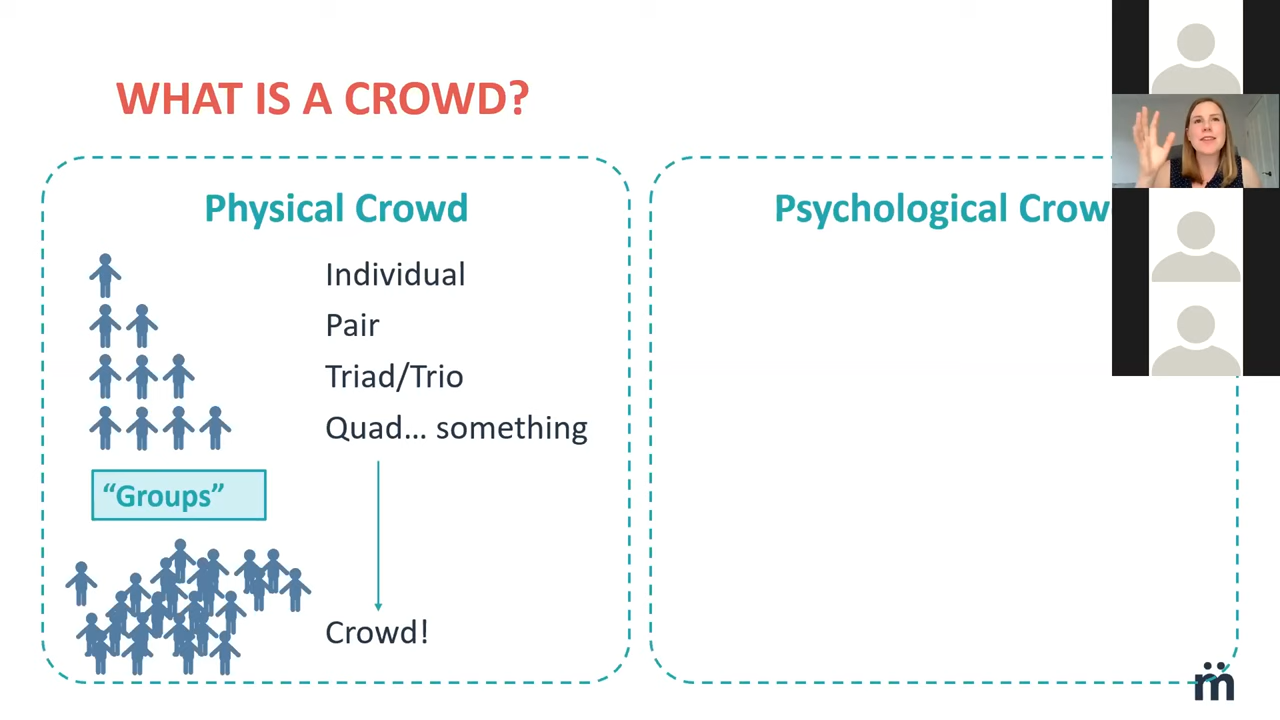 WHAT IS A CROWD?
Physical Crowd
Individual
Pair
Triad/Trio
Quad... something
“Groups”
Crowd!
Psychological Crow